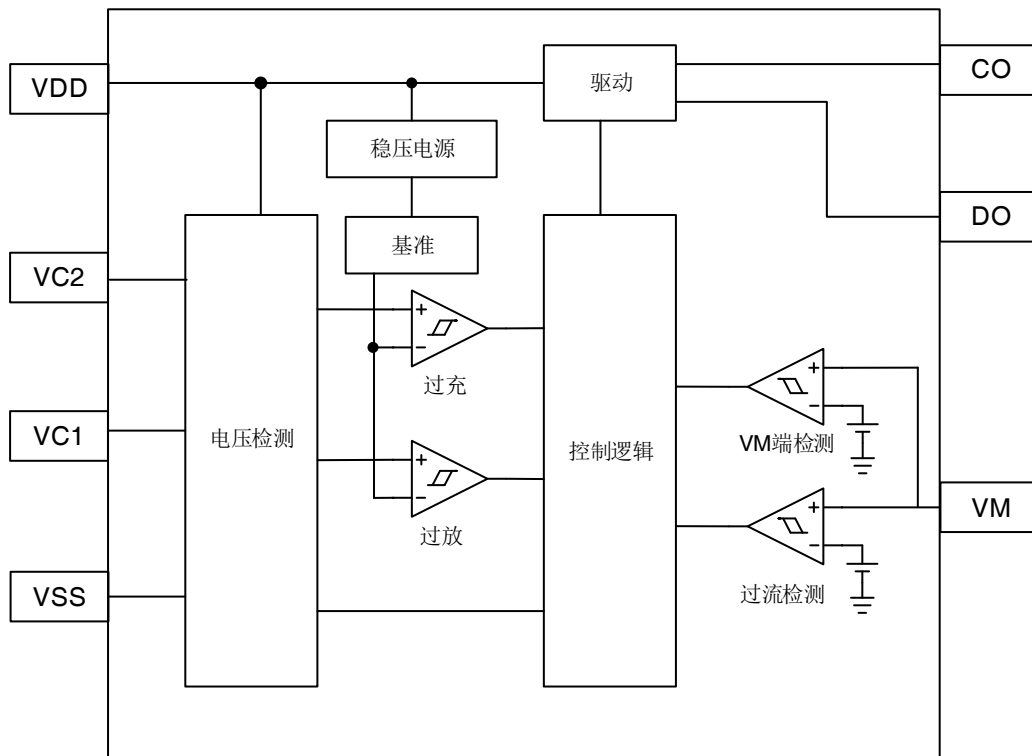 VDD
驱动
CO
稳压电源
基准
DO
VC2
+
−
过充
VC1
电压检测
控制逻辑
+
−
VM端检测
+
−
过放
+
−
VM
过流检测
VSS